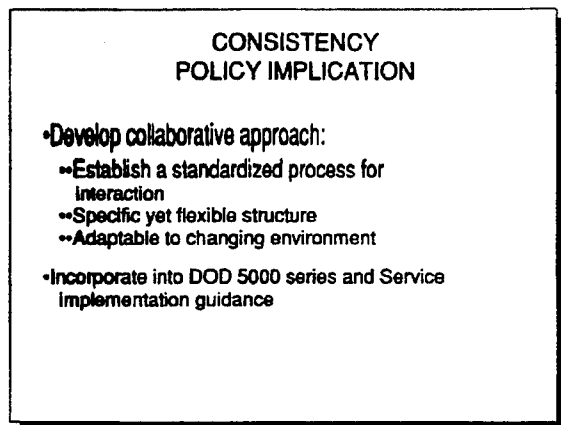 CONSISTENCY
POLICY IMPLICATION
•Develop collaborative approach:
••Establish a standardized process for
interaction
••Specific yet flexible structure
••Adaptable to changing environment
•Incorporate into DOD 5000 series and Service
implementation guidance